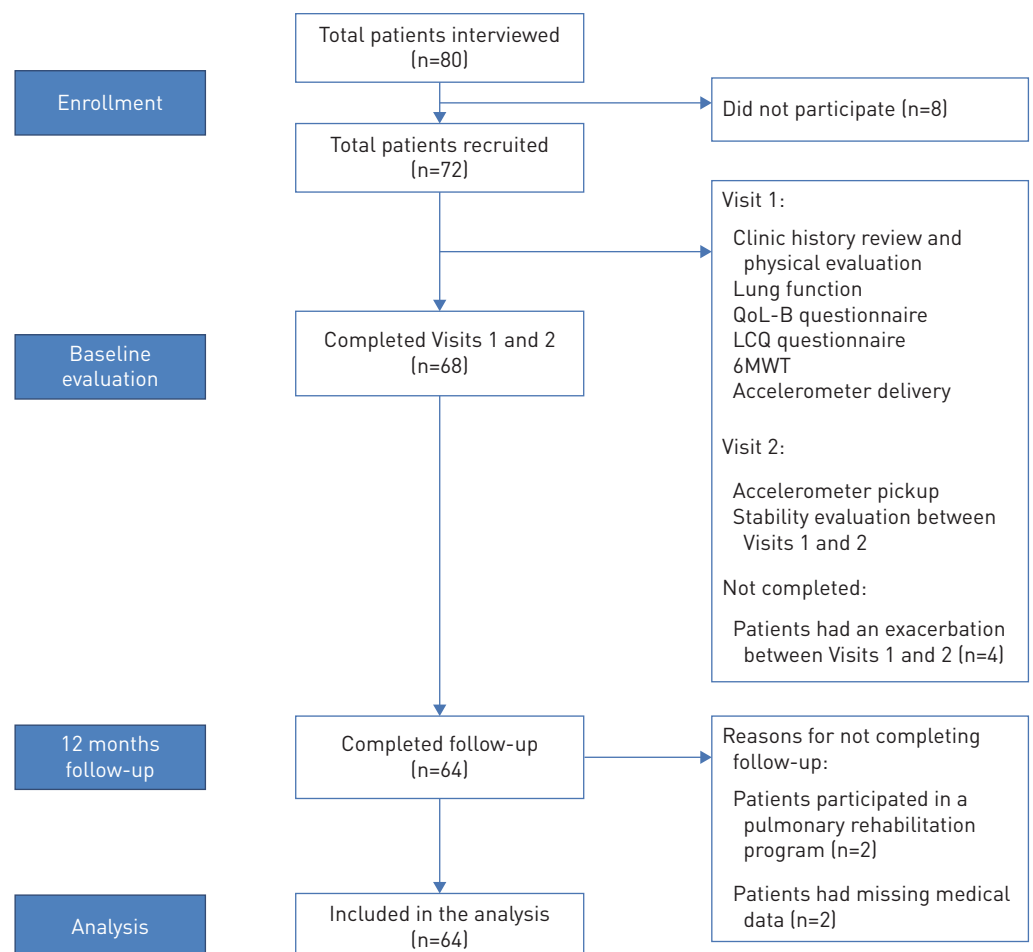 Total patients interviewed
(n=80)
Enrollment
Did not participate (n=8)
Total patients recruited
(n=72)
Visit 1:
Clinic history review and
physical evaluation
Lung function
QoL-B questionnaire
LCQ questionnaire
6MWT
Accelerometer delivery
Visit 2:
Accelerometer pickup
Stability evaluation between
Visits 1 and 2
Not completed:
Patients had an exacerbation
between Visits 1 and 2 (n=4)
Baseline
evaluation
Completed Visits 1 and 2
(n=68)
12 months
follow-up
Completed follow-up
(n=64)
Reasons for not completing
follow-up:
Patients participated in a
pulmonary rehabilitation
program (n=2)
Patients had missing medical
data (n=2)
Analysis
Included in the analysis
(n=64)